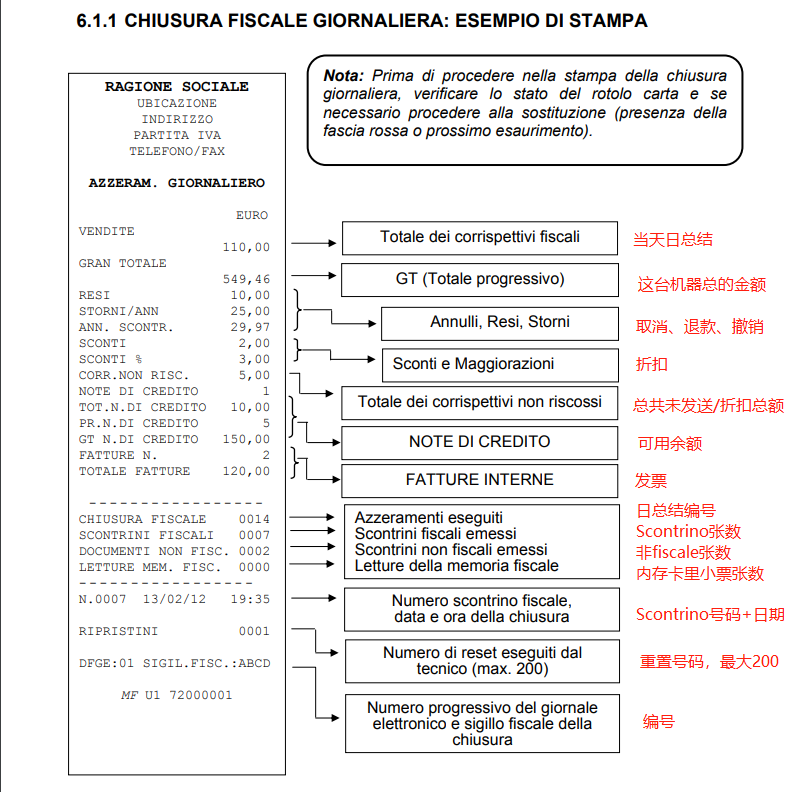 6.1.1 CHIUSURA FISCALE GIORNALIERA: ESEMPIO DI STAMPA
Nota: Prima di procedere nella stampa della chiusura
giornaliera, verificare lo stato del rotolo carta e se
necessario procedere alla sostituzione (presenza della
fascia rossa o prossimo esaurimento).
RAGIONE SOCIALE
UBICAZIONE
INDIRIZZO
PARTITA IVA
TELEFONO/FAX
AZZERAM. GIORNALIERO
EURO
VENDITE
110,00
GRAN TOTALE
549,46
RESI 10,00
STORNI/ANN 25,00
ANN. SCONTR. 29,97
SCONTI 2,00
SCONTI % 3,00
CORR.NON RISC. 5,00
NOTE DI CREDITO 1
TOT.N.DI CREDITO 10,00
PR.N.DI CREDITO 5
GT N.DI CREDITO 150,00
FATTURE N. 2
TOTALE FATTURE 120,00
-----------------
CHIUSURA FISCALE 0014
SCONTRINI FISCALI 0007
DOCUMENTI NON FISC. 0002
LETTURE MEM. FISC. 0000
-----------------
N.0007 13/02/12 19:35
RIPRISTINI 0001
DFGE:01 SIGIL.FISC.:ABCD
MF U1 72000001
Totale dei corrispettivi fiscali
当天日总结
GT (Totale progressivo)
这台机器总的金额
Annulli, Resi, Storni
取消、退款、撤销
Sconti e Maggiorazioni
折扣
Totale dei corrispettivi non riscossi
总共未发送/折扣总额
NOTE DI CREDITO
可用余额
FATTURE INTERNE
发票
Azzeramenti eseguiti
日总结编号
Scontrini fiscali emessi
Scontrino张数
Scontrini non fiscali emessi
非fiscale张数
Letture della memoria fiscale
内存卡里小票张数
Numero scontrino fiscale,
data e ora della chiusura
Scontrino号码+日期
Numero di reset eseguiti dal
tecnico (max. 200)
重置号码，最大200
Numero progressivo del giornale
elettronico e sigillo fiscale della
chiusura
编号